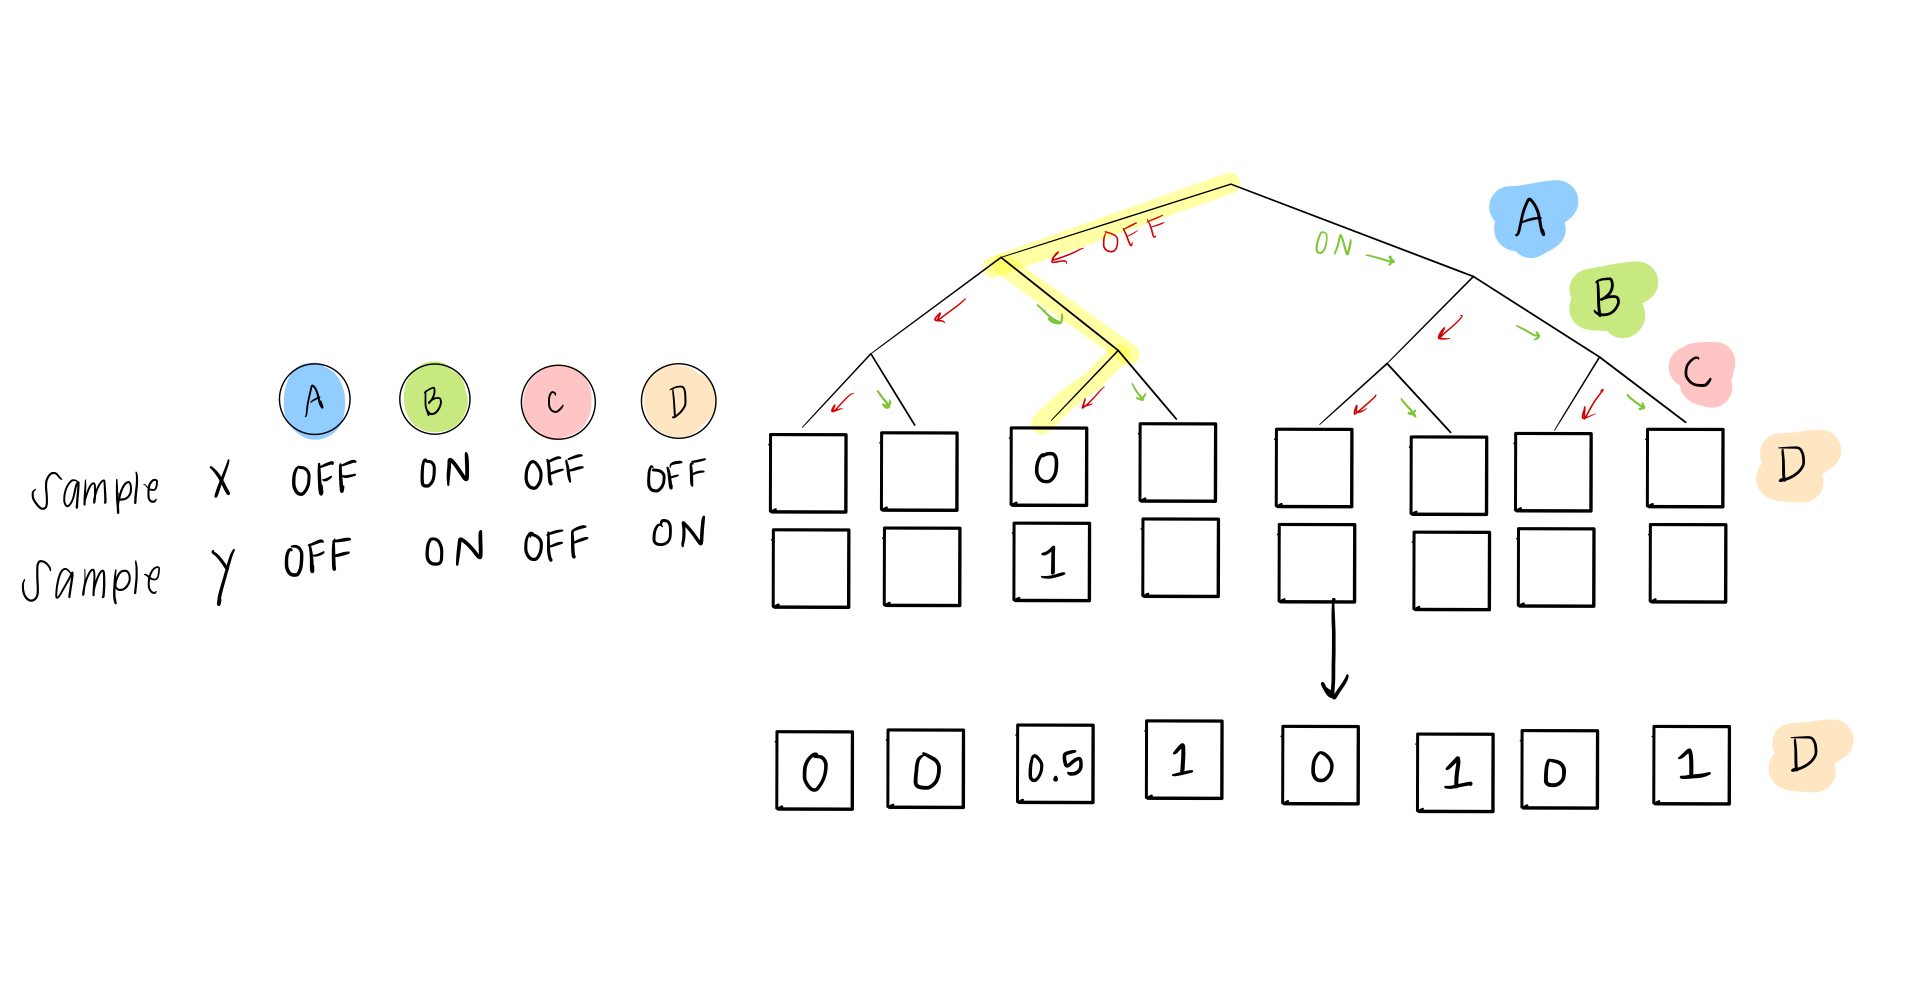 OFF ON A
B
C
A B C D
Sample X OFF ON OFF OFF
Sample Y OFF ON OFF ON
0 D
1
0 0 0.5 1 0 1 0 1 D